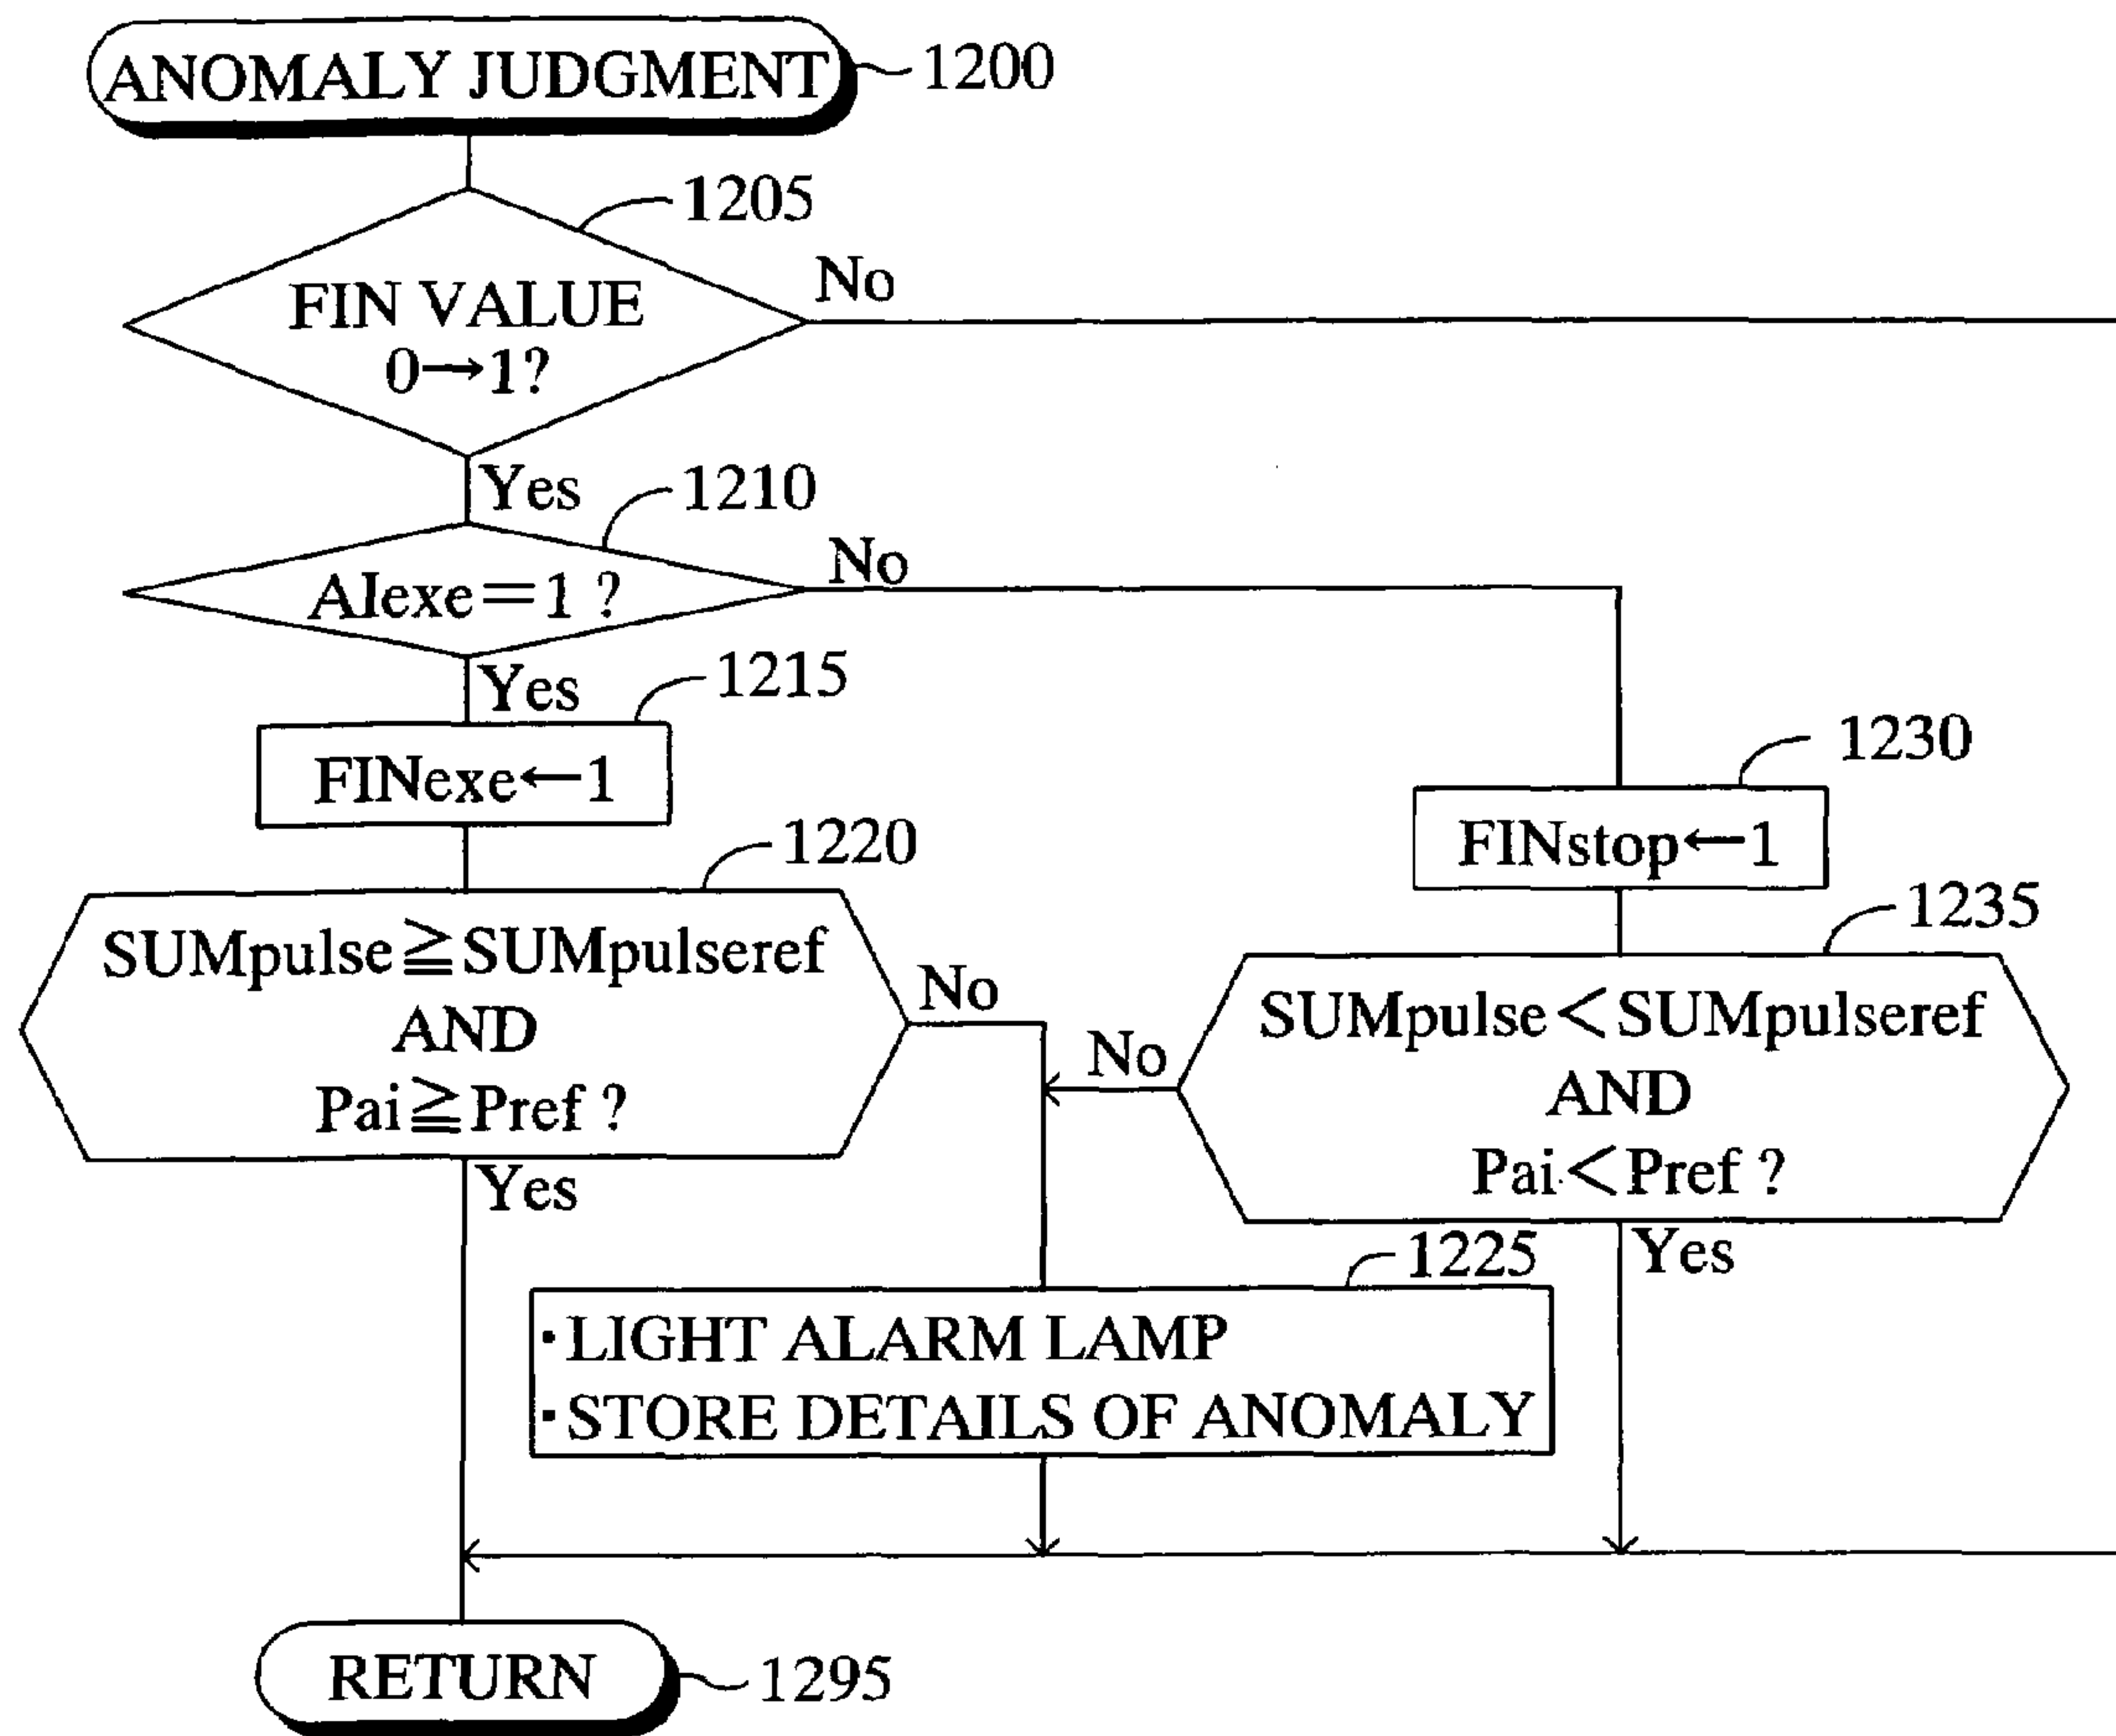 ANOMALY JUDGMENT
1200
1205
FIN VALUE
0→1?
No
Yes
1210
AIexe=1 ?
No
Yes
1215
FINexe←1
1230
FINstop←1
1220
SUMpulse≧SUMpulseref
AND
Pai≧Pref ?
No
Yes
1235
SUMpulse<SUMpulseref
AND
Pai<Pref ?
No
Yes
1225
・LIGHT ALARM LAMP
・STORE DETAILS OF ANOMALY
RETURN
1295